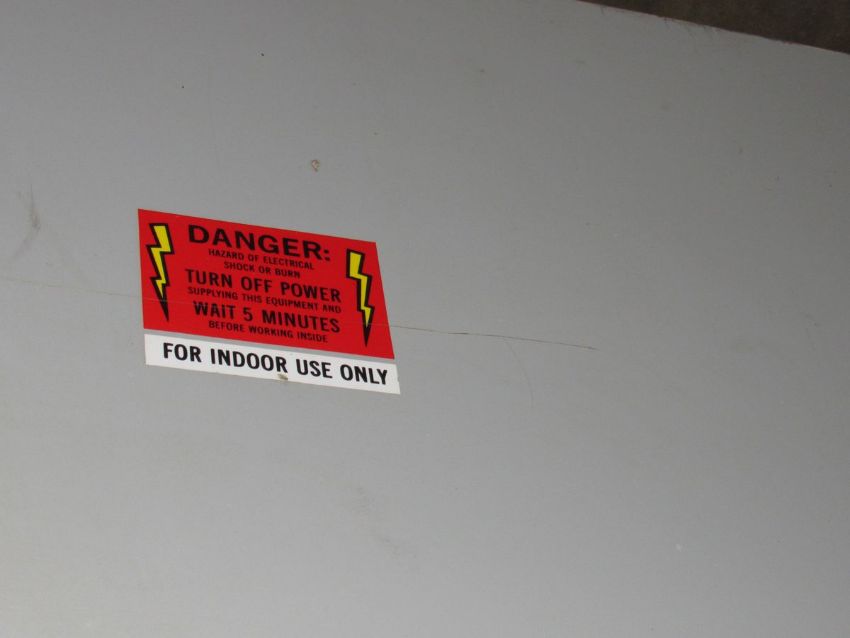 DANGER:
HAZARD OF ELECTRICAL
SHOCK OR BURN
TURN OFF POWER
SUPPLYING THIS EQUIPMENT AND
WAIT 5 MINUTES
BEFORE WORKING INSIDE
FOR INDOOR USE ONLY